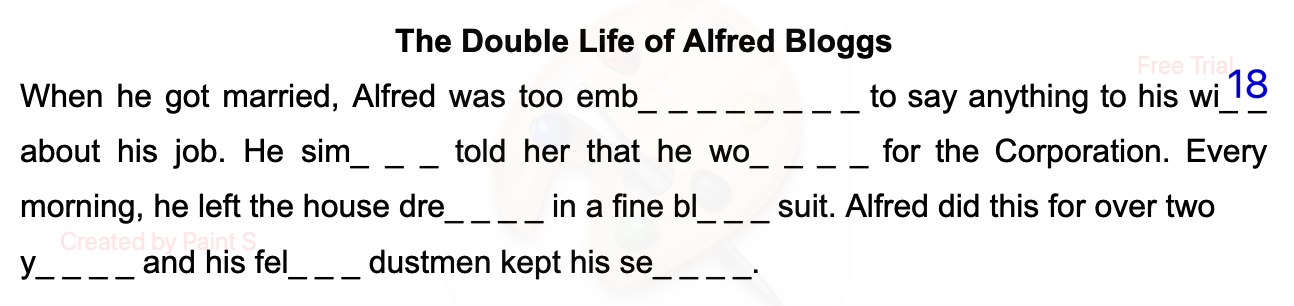 The Double Life of Alfred Bloggs
Free Trial
When he got married, Alfred was too emb_ _ _ _ _ _ _ _ to say anything to his wi_ _
18
about his job. He sim_ _ _ told her that he wo_ _ _ _ for the Corporation. Every
morning, he left the house dre_ _ _ _ in a fine bl_ _ _ suit. Alfred did this for over two
Created by Paint S
y_ _ _ _ and his fel_ _ _ dustmen kept his se_ _ _ _.